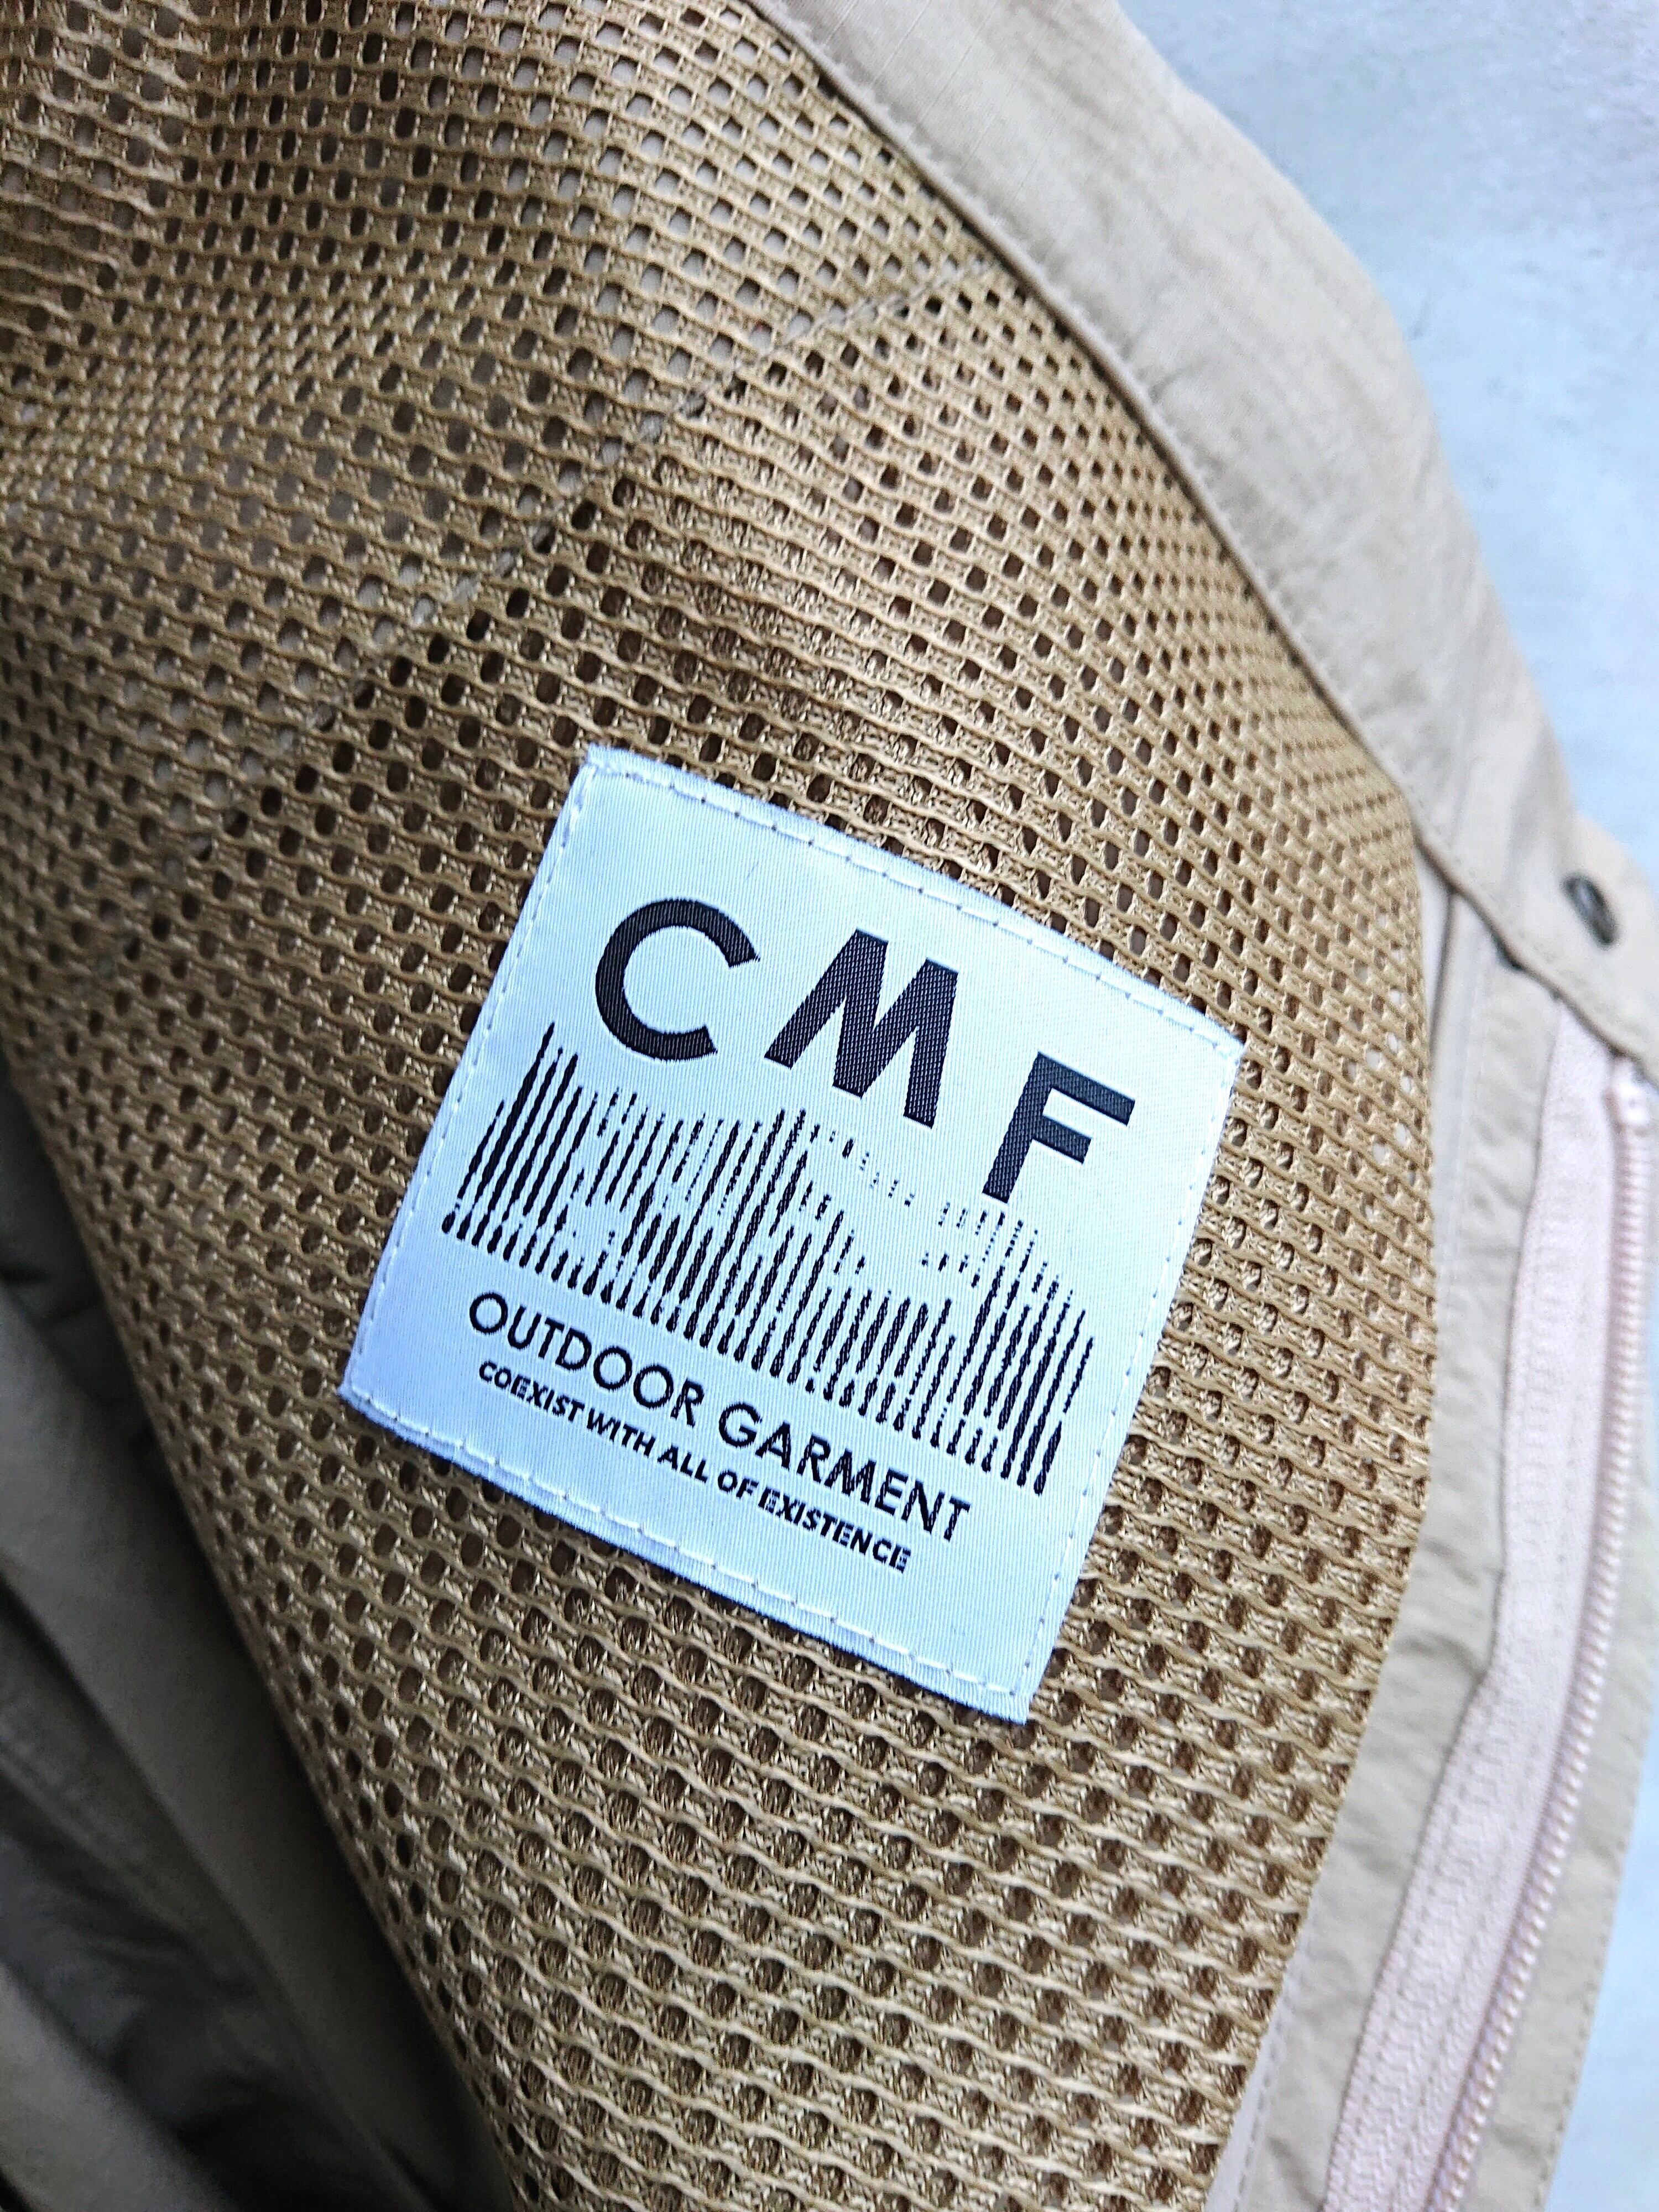 CMF
OUTDOOR GARMENT
COEXIST WITH ALL OF EXISTENCE